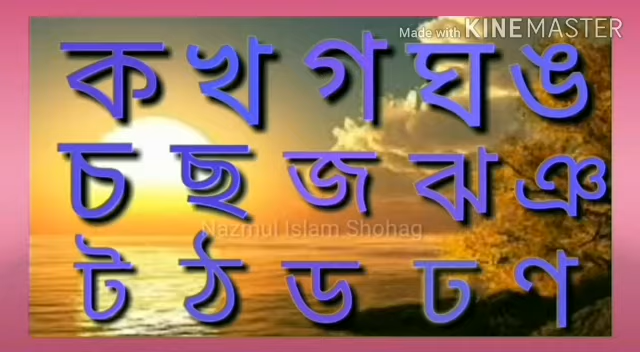 Made with KINEMASTER
ক খ গ ঘ ঙ
চ ছ জ ঝ ঞ
Nazmul Islam Shohag
ট ঠ ড ঢ ণ